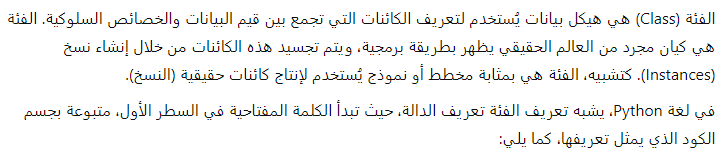 الفئة (Class) هي هيكل بيانات يُستخدم لتعريف الكائنات التي تجمع بين قيم البيانات والخصائص السلوكية. الفئة
هي كيان مجرد من العالم الحقيقي يظهر بطريقة برمجية، ويتم تجسيد هذه الكائنات من خلال إنشاء نسخ
(Instances). كتشبيه، الفئة هي بمثابة مخطط أو نموذج يُستخدم لإنتاج كائنات حقيقية (النسخ).
في لغة Python، يشبه تعريف الفئة تعريف الدالة، حيث تبدأ الكلمة المفتاحية في السطر الأول، متبوعة بجسم
الكود الذي يمثل تعريفها، كما يلي: